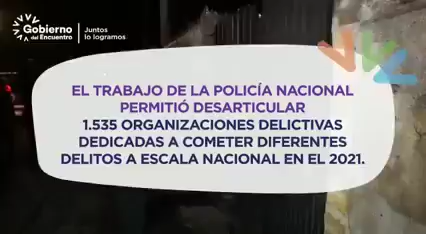 Gobierno
del Encuentro
Juntos
lo logramos
EL TRABAJO DE LA POLICÍA NACIONAL
PERMITIÓ DESARTICULAR
1.535 ORGANIZACIONES DELICTIVAS
DEDICADAS A COMETER DIFERENTES
DELITOS A ESCALA NACIONAL EN EL 2021.